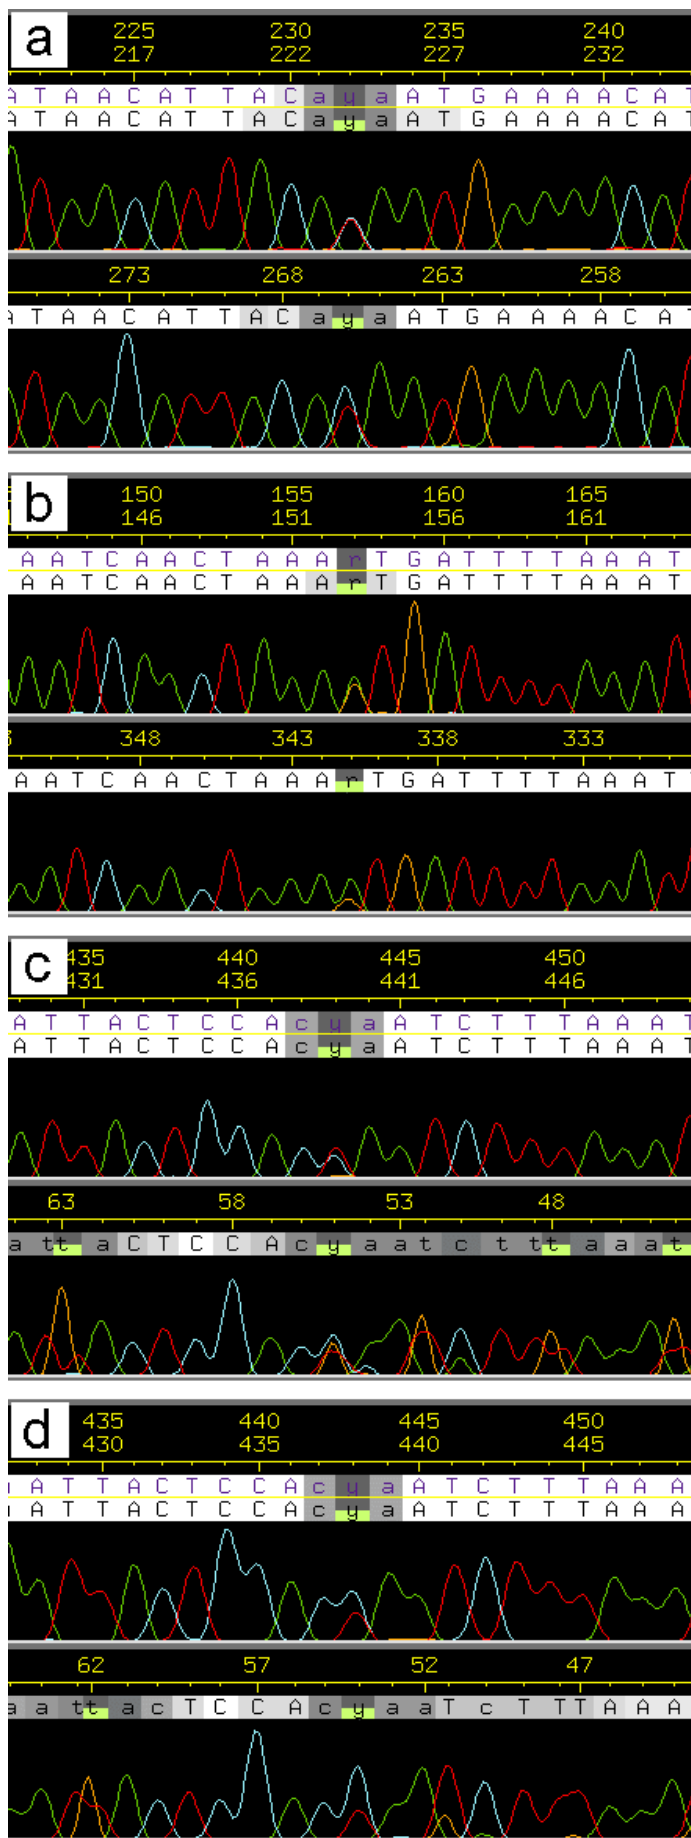 a
225 230 235 240
217 222 227 232
A T A A C A T T A C a y a A T G A A A A C A T
A T A A C A T T A C a y a A T G A A A A C A T
273 268 263 258
A T A A C A T T A C a y a A T G A A A A C A T
b
150 155 160 165
146 151 156 161
A A T C A A C T A A A r T G A T T T T A A A T
A A T C A A C T A A A r T G A T T T T A A A T
348 343 338 333
A A T C A A C T A A A r T G A T T T T A A A T
c
435 440 445 450
431 436 441 446
A T T A C T C C A c y a A T C T T T A A A T
A T T A C T C C A c y a A T C T T T A A A T
63 58 53 48
a t t a C T C C A c y a a t c t t t a a a t
d
435 440 445 450
430 435 440 445
A T T A C T C C A c y a A T C T T T A A A
A T T A C T C C A c y a A T C T T T A A A
62 57 52 47
a a t t a c T C C A c y a a T c T T T A A A